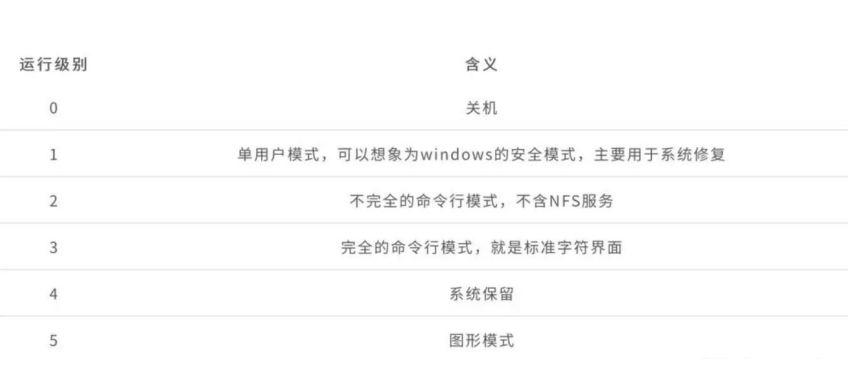 运行级别 含义
0 关机
1 单用户模式，可以想象为windows的安全模式，主要用于系统修复
2 不完全的命令行模式，不含NFS服务
3 完全的命令行模式，就是标准字符界面
4 系统保留
5 图形模式